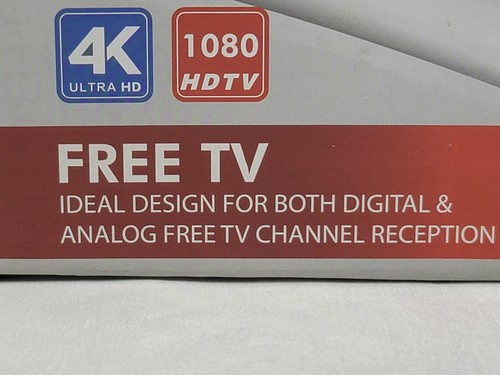 4K
ULTRA HD
1080
HDTV
FREE TV
IDEAL DESIGN FOR BOTH DIGITAL &
ANALOG FREE TV CHANNEL RECEPTION